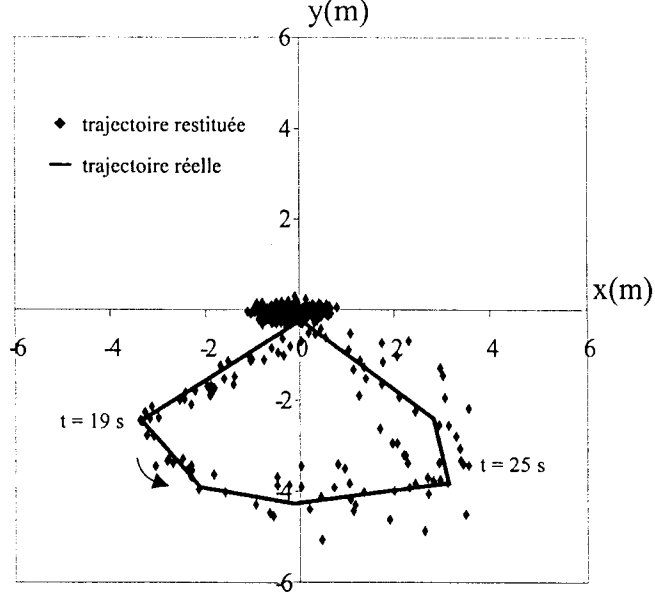 y(m)
6
trajectoire restituée
4
trajectoire réelle
2
x(m)
-6 -4 -2 0 2 4 6
-2
t = 19 s
t = 25 s
-4
-6